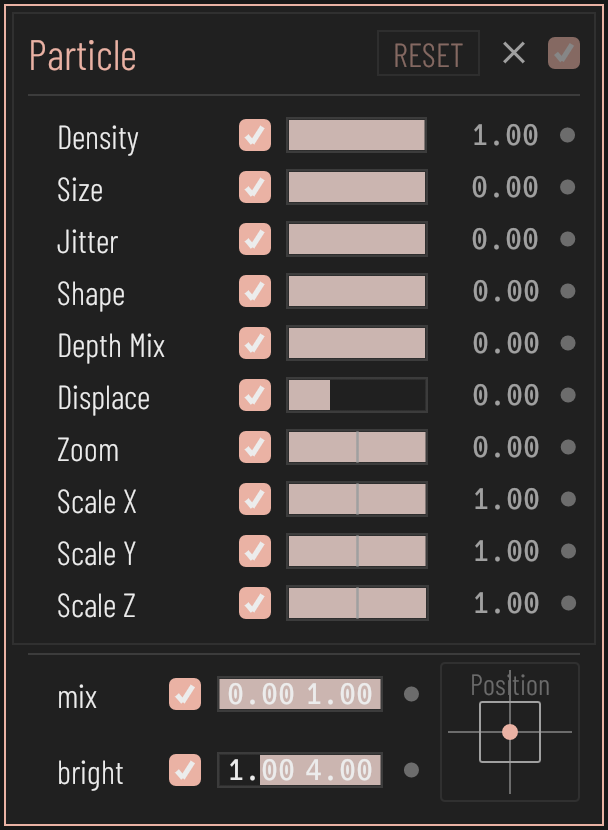 Particle RESET
Density 1.00
Size 0.00
Jitter 0.00
Shape 0.00
Depth Mix 0.00
Displace 0.00
Zoom 0.00
Scale X 1.00
Scale Y 1.00
Scale Z 1.00
mix 0.00 1.00
Position
bright 1.00 4.00